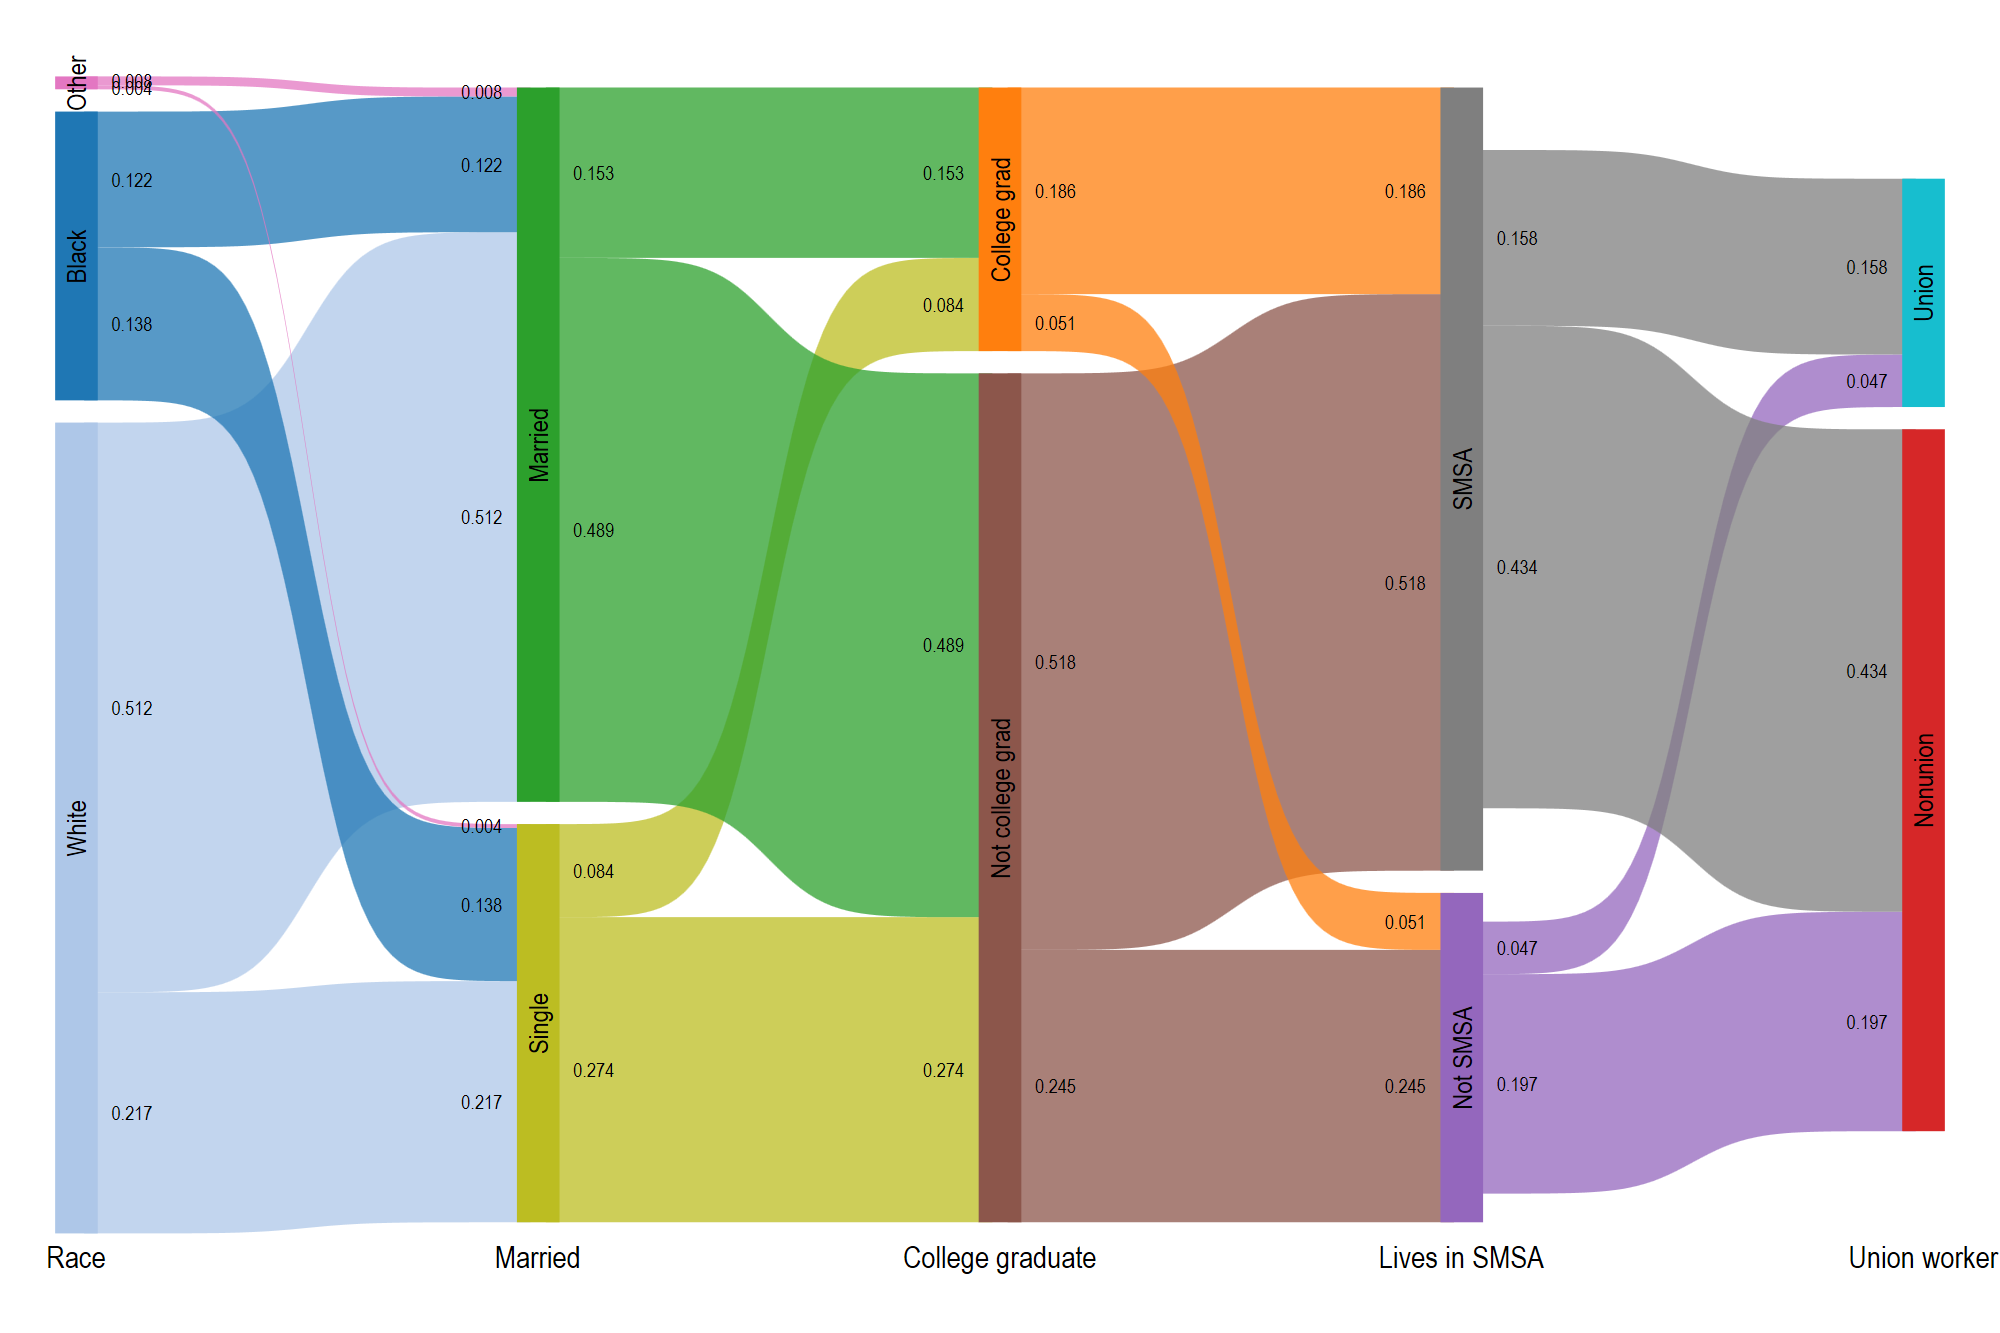 Other
0.008
0.004
Black
0.122
0.138
White
0.512
0.217
0.008
0.122
0.512
0.004
0.138
0.217
Married
Single
0.153
0.489
0.084
0.274
0.153
0.084
0.489
0.274
College grad
Not college grad
0.186
0.051
0.518
0.245
0.186
0.518
0.051
0.245
SMSA
Not SMSA
0.158
0.434
0.047
0.197
0.158
0.047
0.434
0.197
Union
Nonunion
Race
Married
College graduate
Lives in SMSA
Union worker